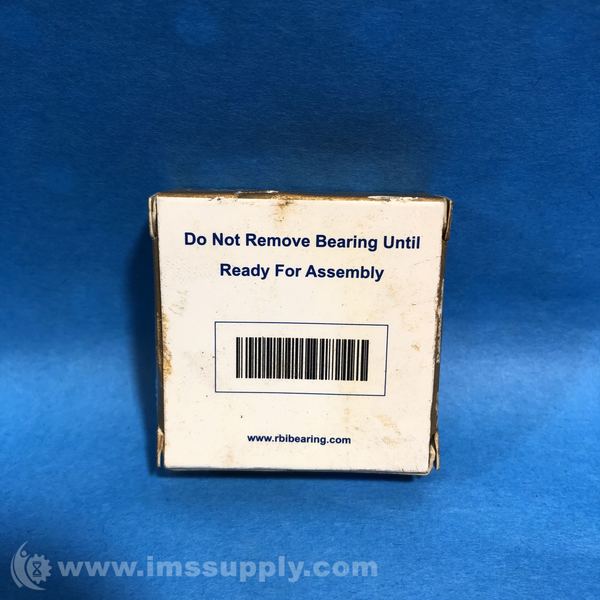 Do Not Remove Bearing Until
Ready For Assembly
www.rbibearing.com
www.imssupply.com